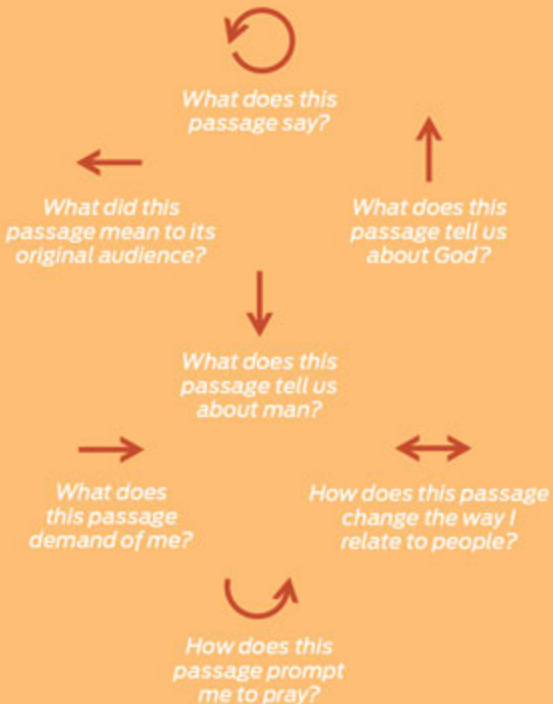 What does this
passage say?
What did this
passage mean to its
original audience?
What does this
passage tell us
about God?
What does this
passage tell us
about man?
What does
this passage
demand of me?
How does this passage
change the way I
relate to people?
How does this
passage prompt
me to pray?